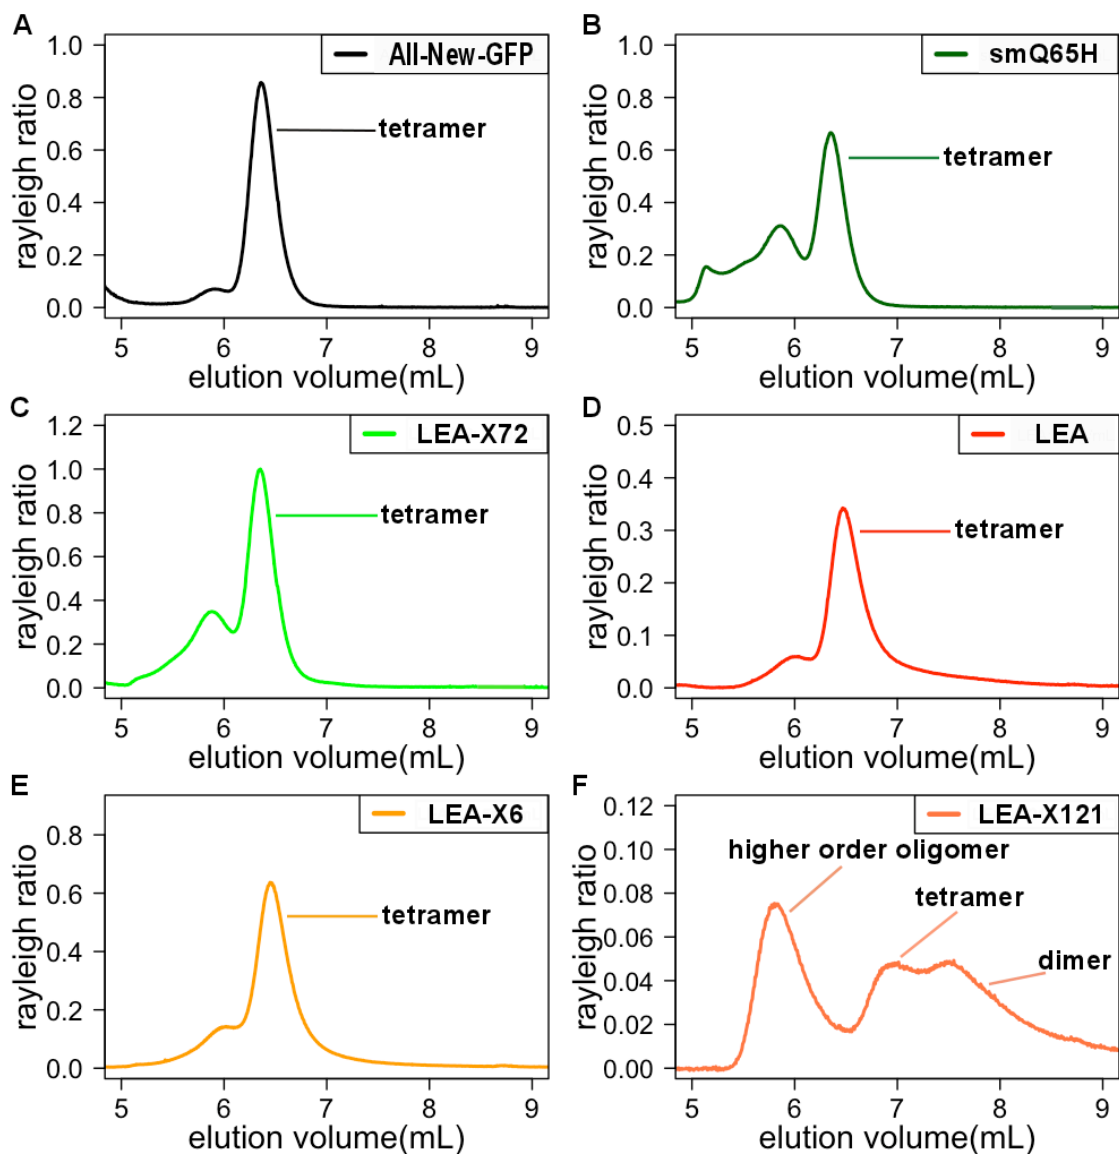 A
All-New-GFP
tetramer
1.0
0.8
0.6
0.4
0.2
0.0
rayleigh ratio
5 6 7 8 9
elution volume(mL)
B
smQ65H
tetramer
1.0
0.8
0.6
0.4
0.2
0.0
rayleigh ratio
5 6 7 8 9
elution volume(mL)
C
LEA-X72
tetramer
1.2
1.0
0.8
0.6
0.4
0.2
0.0
rayleigh ratio
5 6 7 8 9
elution volume(mL)
D
LEA
tetramer
0.5
0.4
0.3
0.2
0.1
0.0
rayleigh ratio
5 6 7 8 9
elution volume(mL)
E
LEA-X6
tetramer
0.8
0.6
0.4
0.2
0.0
rayleigh ratio
5 6 7 8 9
elution volume(mL)
F
LEA-X121
higher order oligomer
tetramer
dimer
0.12
0.10
0.08
0.06
0.04
0.02
0.00
rayleigh ratio
5 6 7 8 9
elution volume(mL)